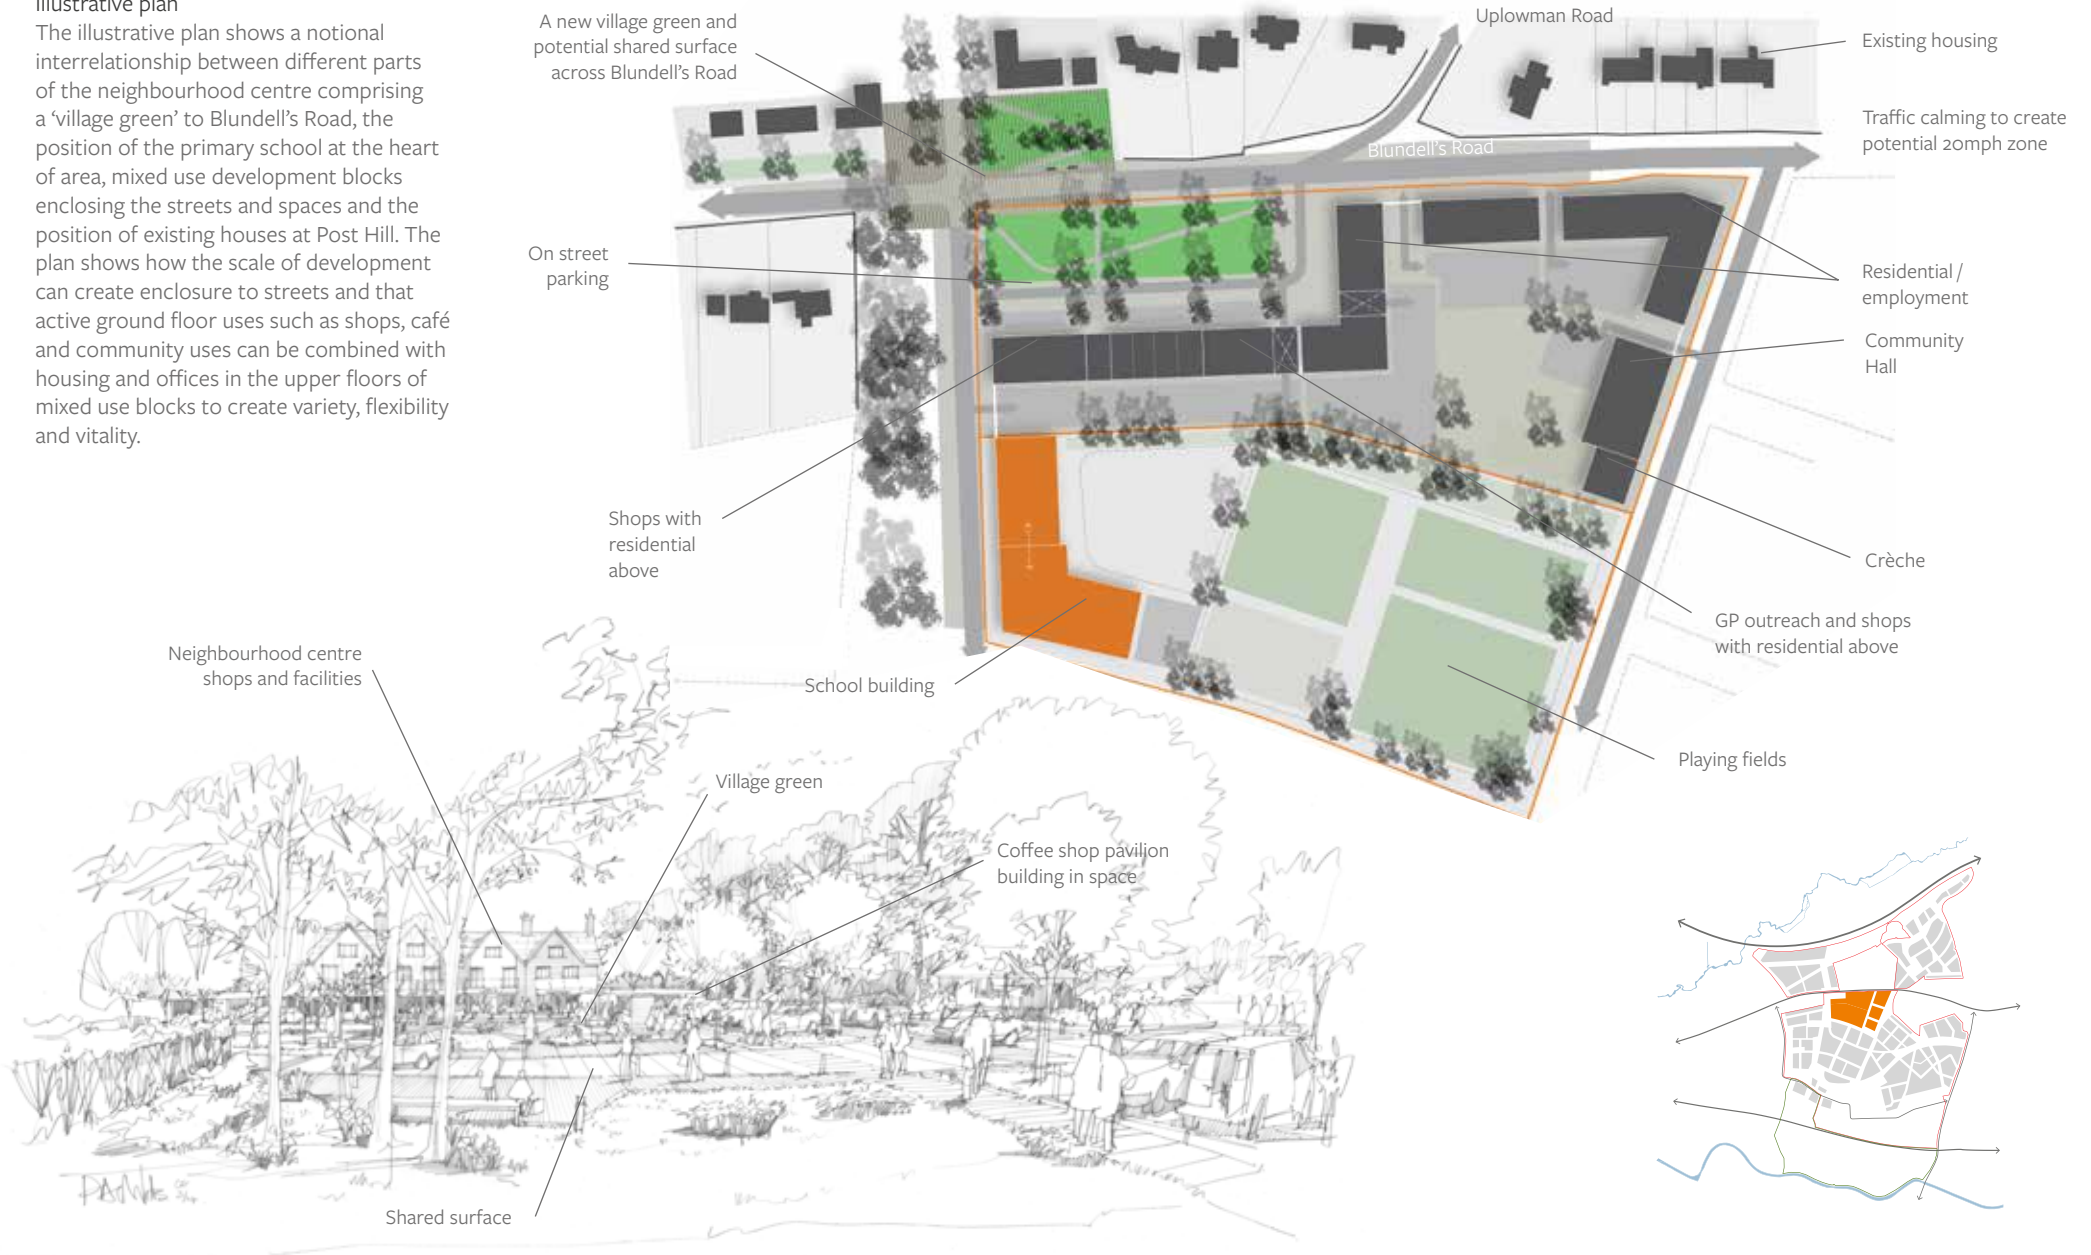 Illustrative plan
The illustrative plan shows a notional
interrelationship between different parts
of the neighbourhood centre comprising
a ‘village green’ to Blundell’s Road, the
position of the primary school at the heart
of area, mixed use development blocks
enclosing the streets and spaces and the
position of existing houses at Post Hill. The
plan shows how the scale of development
can create enclosure to streets and that
active ground floor uses such as shops, café
and community uses can be combined with
housing and offices in the upper floors of
mixed use blocks to create variety, flexibility
and vitality.
A new village green and
potential shared surface
across Blundell’s Road
Uplowman Road
Existing housing
Traffic calming to create
potential 20mph zone
Blundell’s Road
On street
parking
Residential /
employment
Community
Hall
Shops with
residential
above
Crèche
GP outreach and shops
with residential above
School building
Playing fields
Neighbourhood centre
shops and facilities
Village green
Coffee shop pavilion
building in space
Shared surface